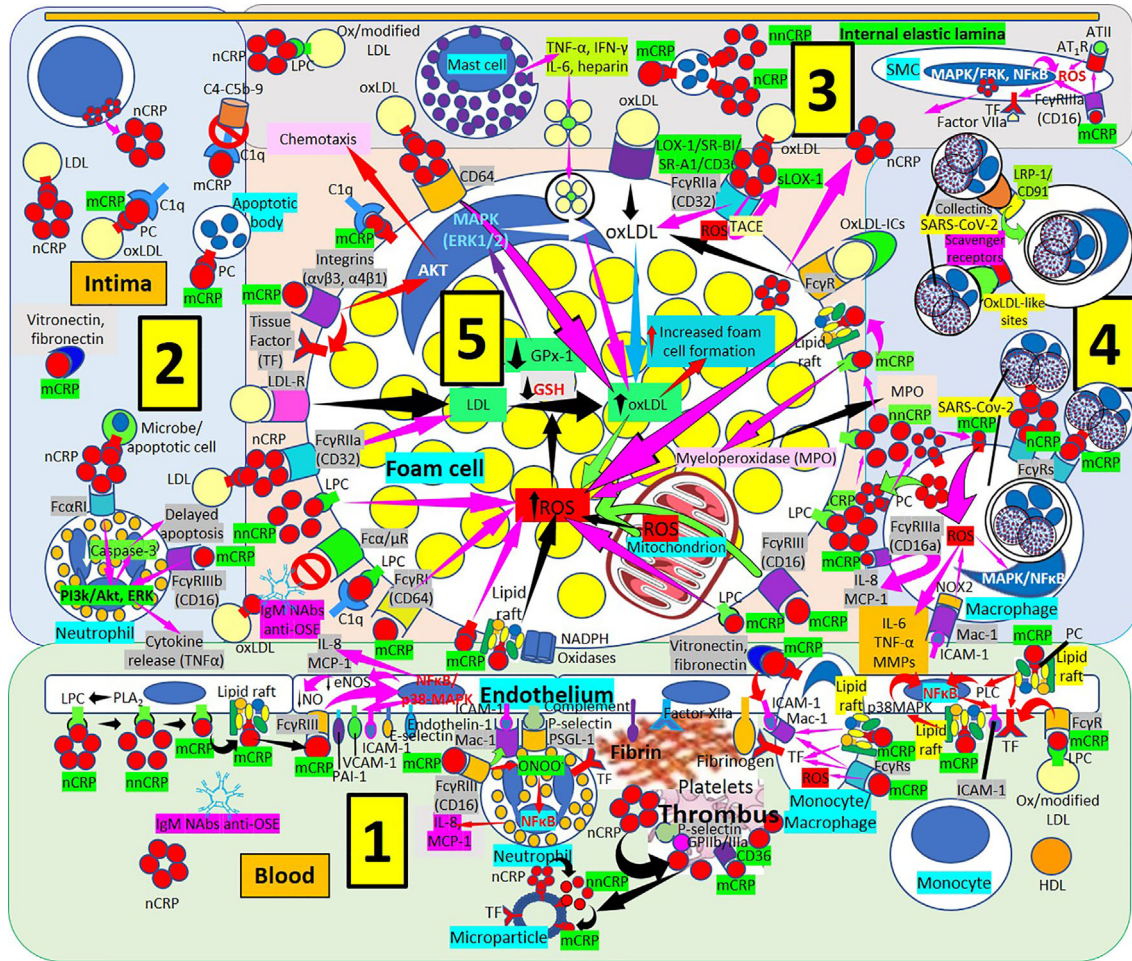 nCRP
LPC
Ox/modified
LDL
C4-C5b-9
nCRP
C1q
mCRP
LDL
nCRP
mCRP
C1q
PC
oxLDL
Apoptotic
body
PC
mCRP
Intima
Vitronectin,
fibronectin
mCRP
2
Microbe/
apoptotic cell
nCRP
FcαRI
Caspase-3
Delayed
apoptosis
mCRP
FcγRIIIb
(CD16)
PI3k/Akt, ERK
Neutrophil
Cytokine
release (TNFα)
Mast cell
TNF-α, IFN-γ
IL-6, heparin
oxLDL
Chemotaxis
CD64
C1q
mCRP
MAPK
(ERK1/2)
AKT
Integrins
(αvβ3, α4β1)
mCRP
Tissue
Factor
(TF)
LDL-R
nCRP
FcγRIIa
(CD32)
LDL
LPC
nnCRP
Fcα/μR
LPC
FcγRI
(CD64)
C1q
mCRP
IgM NAbs
anti-OSE
oxLDL
mCRP
nnCRP
nCRP
3
Internal elastic lamina
ATII
AT1R
SMC
MAPK/ERK, NFκB
ROS
TF
Factor VIIa
FcγRIIIa
(CD16)
mCRP
oxLDL
LOX-1/SR-BI/
SR-A1/CD36
oxLDL
FcγRIIa
(CD32)
sLOX-1
ROS
TACE
nCRP
oxLDL
OxLDL-ICs
FcγR
5
GPx-1
GSH
LDL
oxLDL
Increased foam
cell formation
Foam cell
ROS
ROS
Mitochondrion
Myeloperoxidase (MPO)
Lipid
raft
mCRP
MPO
nnCRP
FcγRIII
(CD16)
LPC
mCRP
mCRP
Lipid
raft
mCRP
NADPH
Oxidases
LRP-1/
CD91
Collectins
SARS-CoV-2
Scavenger
receptors
OxLDL-like
sites
4
SARS-Cov-2
mCRP
nCRP
FcγRs
mCRP
CRP
PC
LPC
mCRP
FcγRIIIa
(CD16a)
ROS
IL-8
MCP-1
NOX2
MAPK/NFκB
Macrophage
IL-6
TNF-α
MMPs
Mac-1
ICAM-1
mCRP
PC
Lipid
raft
LPC
PLA2
Lipid raft
nCRP
nnCRP
mCRP
mCRP
FcγRIII
mCRP
IL-8
MCP-1
eNOS
NO
NFκB/
p38-MAPK
PAI-1
VCAM-1
ICAM-1
E-selectin
Endothelium
ICAM-1
Endothelin-1
Mac-1
Complement
P-selectin
PSGL-1
mCRP
FcγRIII
(CD16)
ONOO-
TF
NFκB
IL-8,
MCP-1
Neutrophil
Factor XIIa
Fibrin
Fibrinogen
Platelets
Thrombus
nCRP
P-selectin
GPIIb/IIIa
CD36
mCRP
mCRP
nCRP
nnCRP
TF
Microparticle
mCRP
Vitronectin,
fibronectin
mCRP
ICAM-1
Mac-1
TF
Lipid
raft
mCRP
FcγRs
ROS
mCRP
Monocyte/
Macrophage
NFκB
p38MAPK
PLC
Lipid
raft
mCRP
TF
ICAM-1
FcγR
LPC
Ox/modified
LDL
Monocyte
HDL
IgM NAbs anti-OSE
nCRP
Blood
1